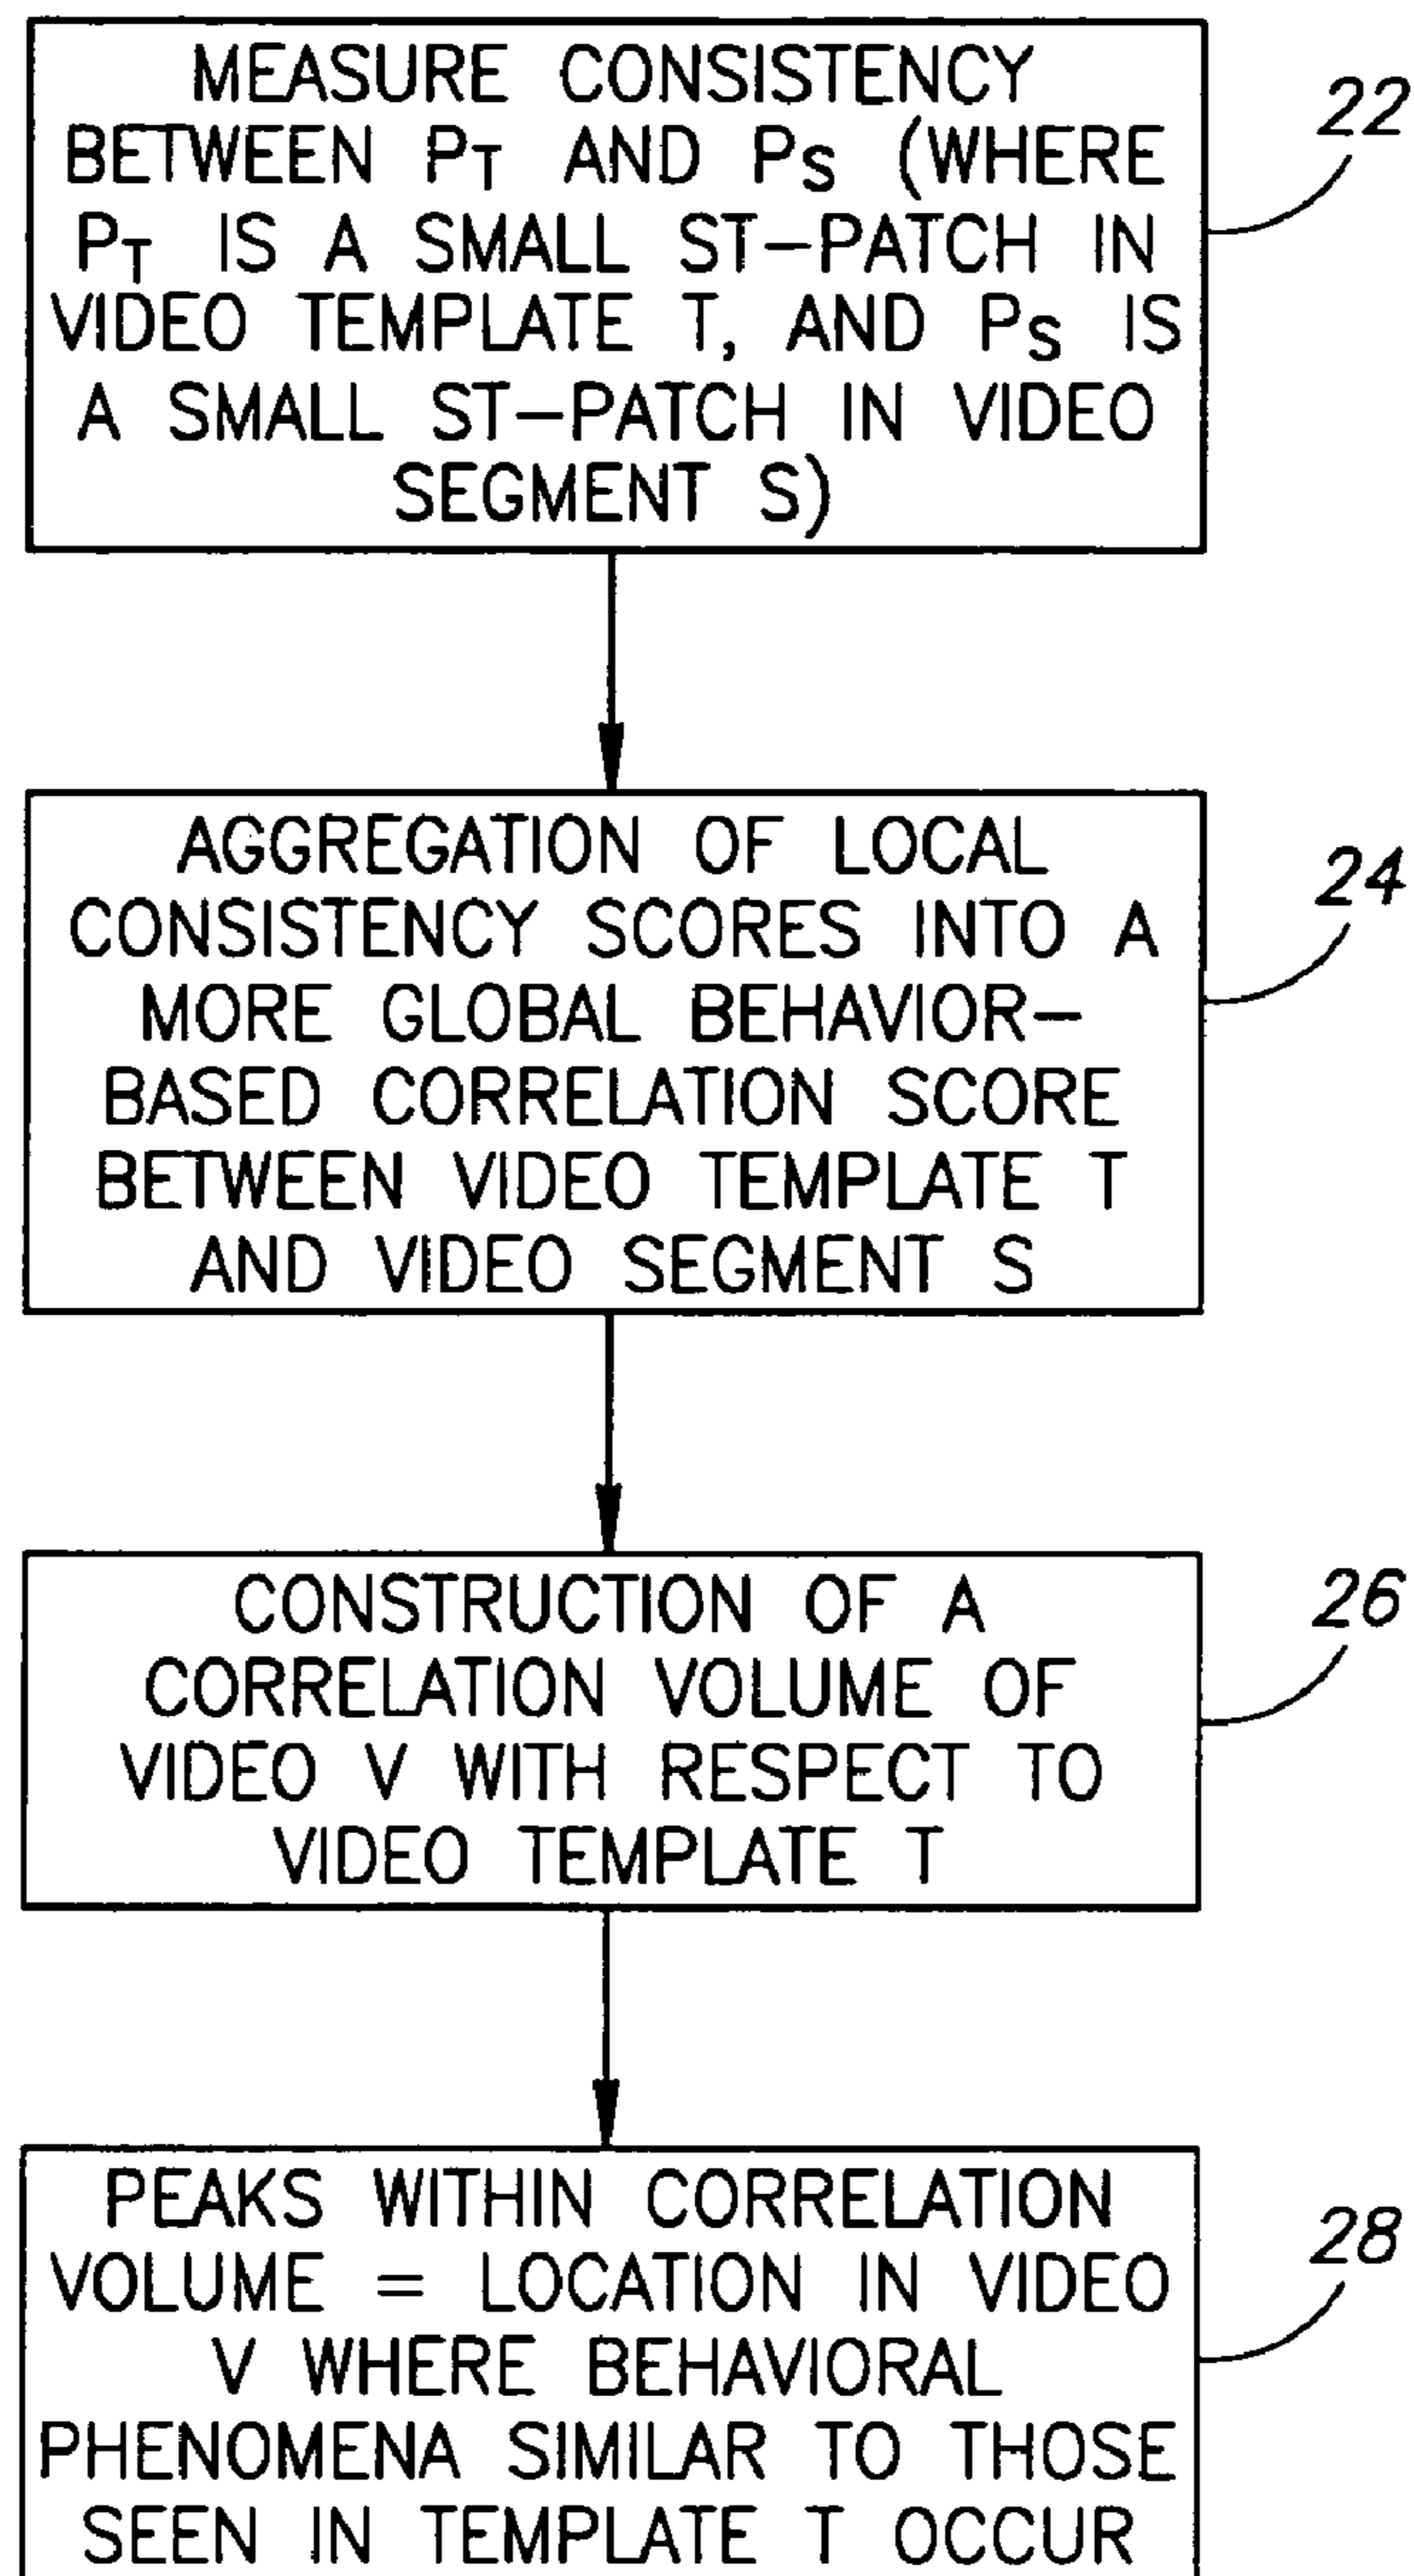 MEASURE CONSISTENCY
BETWEEN PT AND PS (WHERE
PT IS A SMALL ST-PATCH IN
VIDEO TEMPLATE T, AND PS IS
A SMALL ST-PATCH IN VIDEO
SEGMENT S)
22
AGGREGATION OF LOCAL
CONSISTENCY SCORES INTO A
MORE GLOBAL BEHAVIOR-
BASED CORRELATION SCORE
BETWEEN VIDEO TEMPLATE T
AND VIDEO SEGMENT S
24
CONSTRUCTION OF A
CORRELATION VOLUME OF
VIDEO V WITH RESPECT TO
VIDEO TEMPLATE T
26
PEAKS WITHIN CORRELATION
VOLUME = LOCATION IN VIDEO
V WHERE BEHAVIORAL
PHENOMENA SIMILAR TO THOSE
SEEN IN TEMPLATE T OCCUR
28